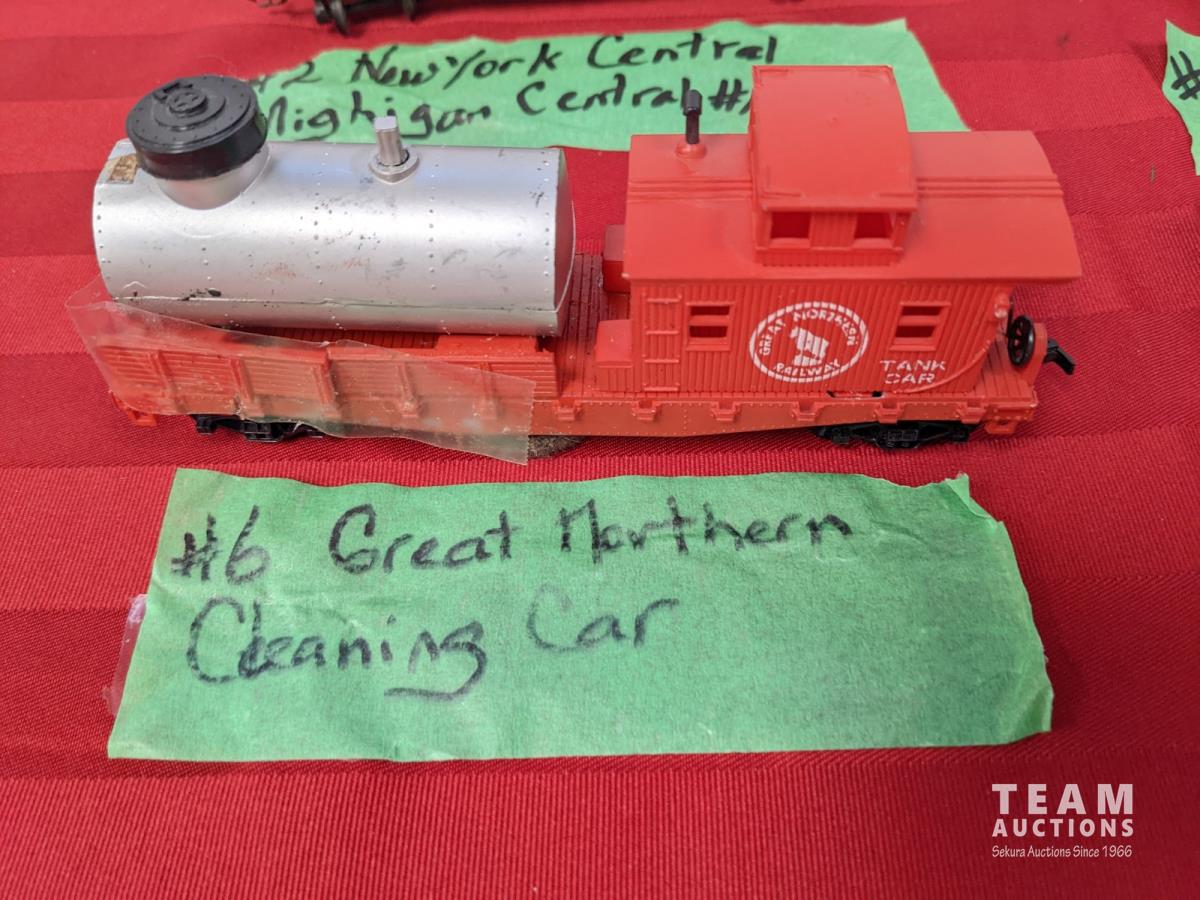 #2 New York Central
Mighigan Central #
GREAT NORTHERN
RAILWAY
TANK
CAR
#6 Great Northern
Cleaning Car
#
TEAM
AUCTIONS
Sekura Auctions Since 1966